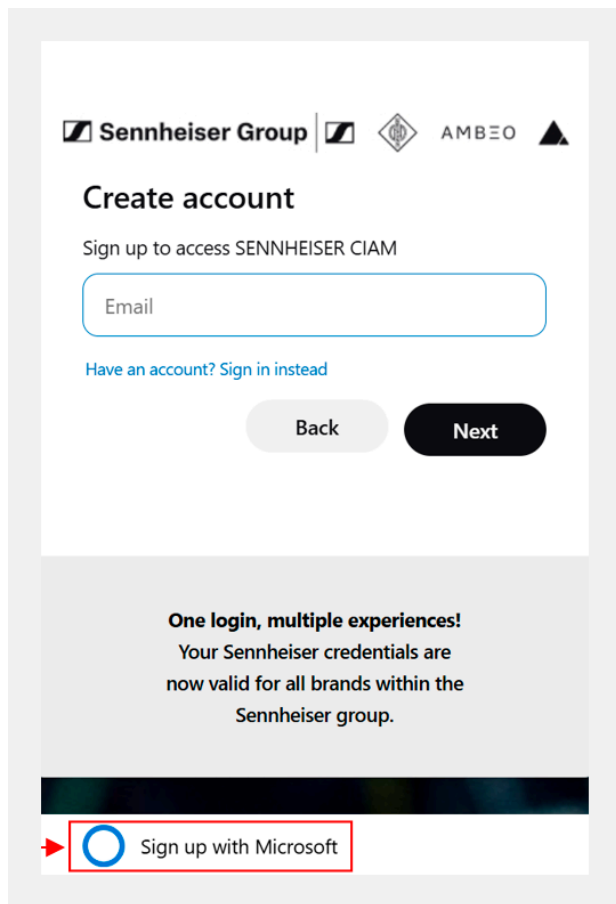 Sennheiser Group
AMBEO
Create account
Sign up to access SENNHEISER CIAM
Email
Have an account? Sign in instead
Back
Next
One login, multiple experiences!
Your Sennheiser credentials are
now valid for all brands within the
Sennheiser group.
Sign up with Microsoft